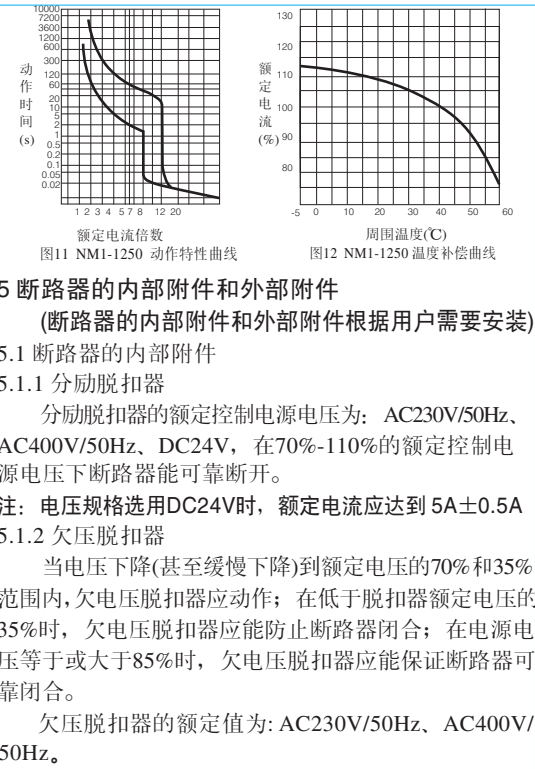 10000
7200
3600
1200
600
300
120
60
20
10
5
2
1
0.5
0.2
0.1
0.05
0.02
动作时间(s)
1 2 3 4 5 7 8 12 20
额定电流倍数
图11 NM1-1250 动作特性曲线
130
120
110
100
90
80
额定电流(%)
-5 0 10 20 30 40 50 60
周围温度(℃)
图12 NM1-1250温度补偿曲线
5 断路器的内部附件和外部附件
(断路器的内部附件和外部附件根据用户需要安装)
5.1 断路器的内部附件
5.1.1 分励脱扣器
分励脱扣器的额定控制电源电压为：AC230V/50Hz、
AC400V/50Hz、DC24V，在70%-110%的额定控制电
源电压下断路器能可靠断开。
注：电压规格选用DC24V时，额定电流应达到 5A±0.5A
5.1.2 欠压脱扣器
当电压下降(甚至缓慢下降)到额定电压的70%和35%
范围内,欠电压脱扣器应动作；在低于脱扣器额定电压的
35%时，欠电压脱扣器应能防止断路器闭合；在电源电
压等于或大于85%时，欠电压脱扣器应能保证断路器可
靠闭合。
欠压脱扣器的额定值为: AC230V/50Hz、AC400V/
50Hz。